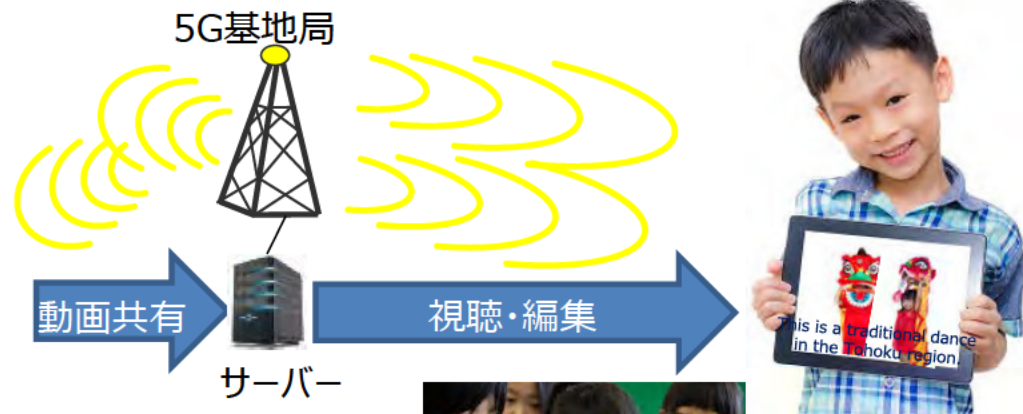 5G基地局
動画共有
視聴・編集
サーバー
This is a traditional dance
in the Tohoku region.